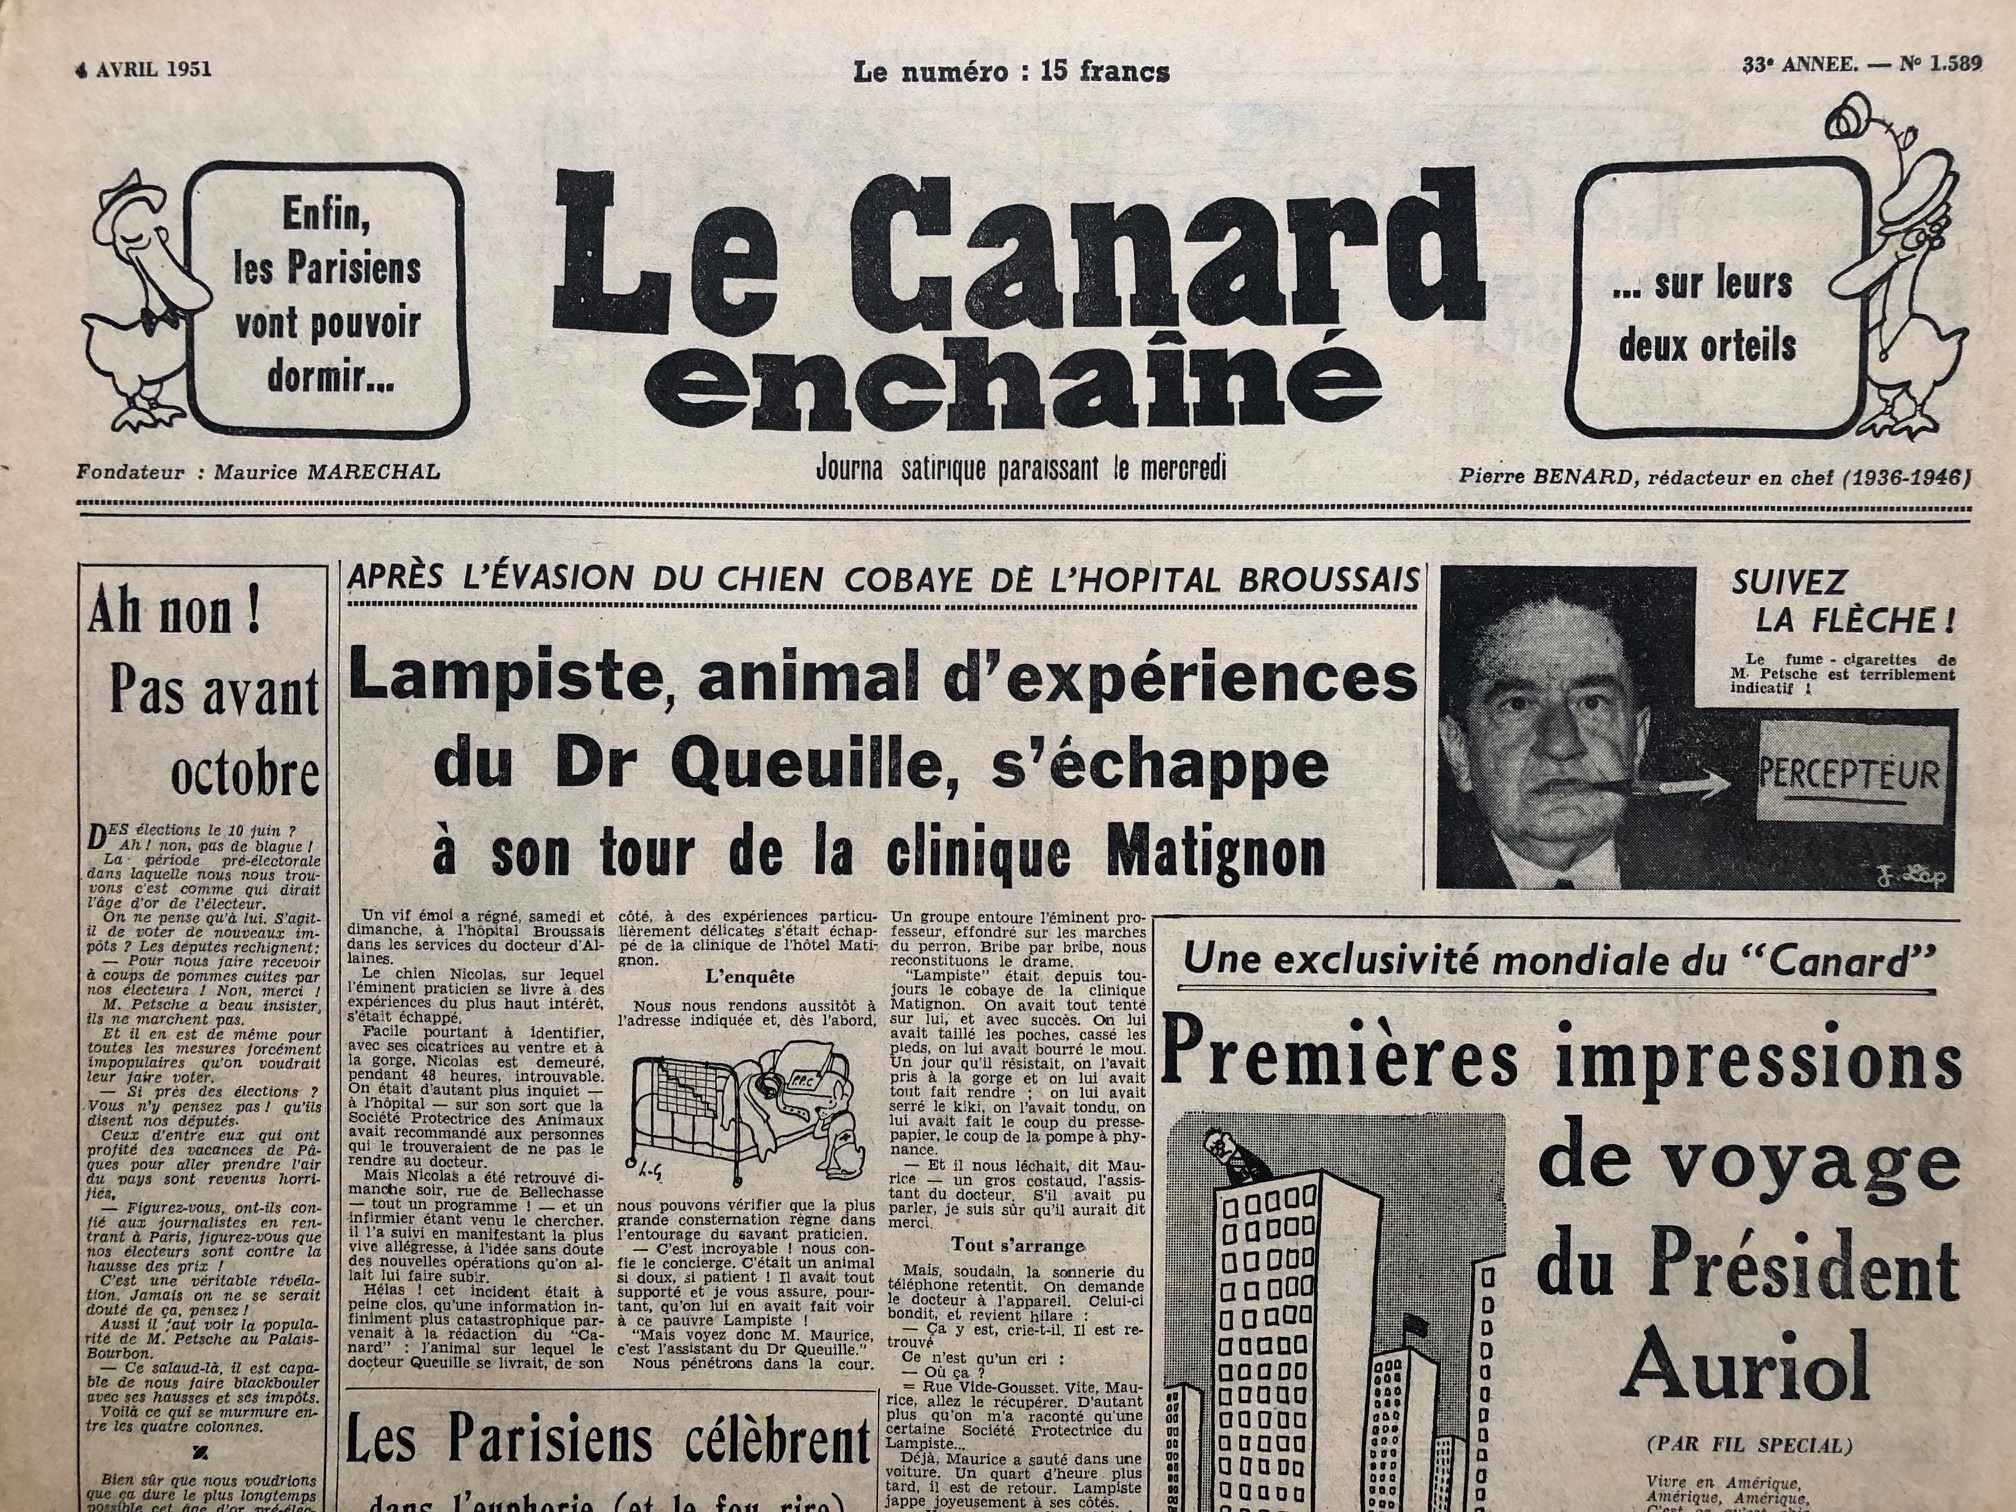 4 AVRIL 1951
Le numéro : 15 francs
33e ANNEE. — No 1.589
Enfin,
les Parisiens
vont pouvoir
dormir...
Le Canard
enchaîné
... sur leurs
deux orteils
Fondateur : Maurice MARECHAL
Journa satirique paraissant le mercredi
Pierre BENARD, rédacteur en chef (1936-1946)
Ah non !
Pas avant
octobre
DES élections le 10 juin ?
Ah ! non, pas de blague !
La période pré-électorale
dans laquelle nous nous trou-
vons c'est comme qui dirait
l'âge d'or de l'électeur.
On ne pense qu'à lui. S'agit-
il de voter de nouveaux im-
pôts ? Les députés rechignent :
— Pour nous faire recevoir
à coups de pommes cuites par
nos électeurs ! Non, merci !
M. Petsche a beau insister,
ils ne marchent pas.
Et il en est de même pour
toutes les mesures forcément
impopulaires qu'on voudrait
leur faire voter.
— Si près des élections ?
Vous n'y pensez pas ! qu'ils
disent nos députés.
Ceux d'entre eux qui ont
profité des vacances de Pâ-
ques pour aller prendre l'air
du pays sont revenus horri-
fiés.
— Figurez-vous, ont-ils con-
fié aux journalistes en ren-
trant à Paris, figurez-vous que
nos électeurs sont contre la
hausse des prix !
C'est une véritable révéla-
tion. Jamais on ne se serait
douté de ça, pensez !
Aussi il faut voir la popula-
rité de M. Petsche au Palais-
Bourbon.
— Ce salaud-là, il est capa-
ble de nous faire blackbouler
avec ses hausses et ses impôts.
Voilà ce qui se murmure en-
tre les quatre colonnes.
Bien sûr que nous voudrions
que ça dure le plus longtemps
possible cet âge d'or pré-élec-
APRÈS L'ÉVASION DU CHIEN COBAYE DE L'HOPITAL BROUSSAIS
Lampiste, animal d'expériences
du Dr Queuille, s'échappe
à son tour de la clinique Matignon
Un vif émoi a régné, samedi et
dimanche, à l'hôpital Broussais
dans les services du docteur d'Al-
laines.
Le chien Nicolas, sur lequel
l'éminent praticien se livre à des
expériences du plus haut intérêt,
s'était échappé.
Facile pourtant à identifier,
avec ses cicatrices au ventre et à
la gorge, Nicolas est demeuré,
pendant 48 heures, introuvable.
On était d'autant plus inquiet —
à l'hôpital — sur son sort que la
Société Protectrice des Animaux
avait recommandé aux personnes
qui le trouveraient de ne pas le
rendre au docteur.
Mais Nicolas a été retrouvé di-
manche soir, rue de Bellechasse
— tout un programme ! — et un
infirmier étant venu le chercher,
il l'a suivi en manifestant la plus
vive allégresse, à l'idée sans doute
des nouvelles opérations qu'on al-
lait lui faire subir.
Hélas ! cet incident était à
peine clos, qu'une information in-
finiment plus catastrophique par-
venait à la rédaction du "Ca-
nard" : l'animal sur lequel le
docteur Queuille se livrait, de son
côté, à des expériences particu-
lièrement délicates s'était échap-
pé de la clinique de l'hôtel Mati-
gnon.
L'enquête
Nous nous rendons aussitôt à
l'adresse indiquée et, dès l'abord,
P.P.C
L-G
nous pouvons vérifier que la plus
grande consternation règne dans
l'entourage du savant praticien.
— C'est incroyable ! nous con-
fie le concierge. C'était un animal
si doux, si patient ! Il avait tout
supporté et je vous assure, pour-
tant, qu'on lui en avait fait voir
à ce pauvre Lampiste !
"Mais voyez donc M. Maurice,
c'est l'assistant du Dr Queuille."
Nous pénétrons dans la cour.
Un groupe entoure l'éminent pro-
fesseur, effondré sur les marches
du perron. Bribe par bribe, nous
reconstituons le drame.
"Lampiste" était depuis tou-
jours le cobaye de la clinique
Matignon. On avait tout tenté
sur lui, et avec succès. On lui
avait taillé les poches, cassé les
pieds, on lui avait bourré le mou.
Un jour qu'il résistait, on l'avait
pris à la gorge et on lui avait
tout fait rendre ; on lui avait
serré le kiki, on l'avait tondu, on
lui avait fait le coup du presse-
papier, le coup de la pompe à phy-
nance.
— Et il nous léchait, dit Mau-
rice — un gros costaud, l'assis-
tant du docteur. S'il avait pu
parler, je suis sûr qu'il aurait dit
merci.
Tout s'arrange
Mais, soudain, la sonnerie du
téléphone retentit. On demande
le docteur à l'appareil. Celui-ci
bondit, et revient hilare :
— Ça y est, crie-t-il. Il est re-
trouvé
Ce n'est qu'un cri :
— Où ça ?
= Rue Vide-Gousset. Vite, Mau-
rice, allez le récupérer. D'autant
plus qu'on m'a raconté qu'une
certaine Société Protectrice du
Lampiste...
Déjà, Maurice a sauté dans une
voiture. Un quart d'heure plus
tard, il est de retour. Lampiste
jappe joyeusement à ses côtés.
Les Parisiens célèbrent
dans l'euphorie (et le fou rire)
SUIVEZ
LA FLÈCHE !
Le fume-cigarettes de
M. Petsche est terriblement
indicatif !
PERCEPTEUR
J. Lap
Une exclusivité mondiale du "Canard"
Premières impressions
de voyage
du Président
Auriol
(PAR FIL SPECIAL)
Vivre en Amérique,
Amérique, Amérique,